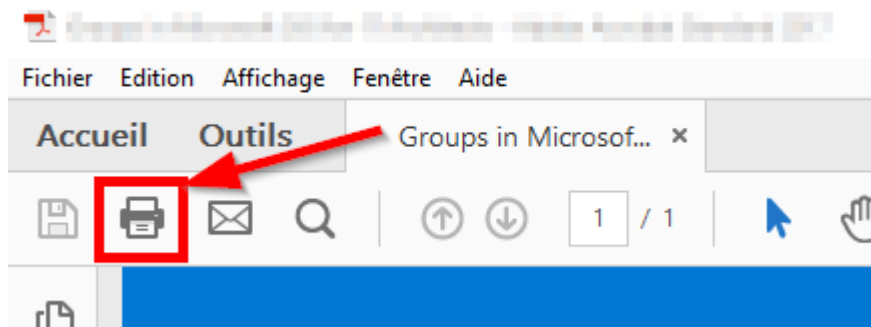 Fichier Edition Affichage Fenêtre Aide
Accueil Outils Groups in Microsof... ×
1 / 1